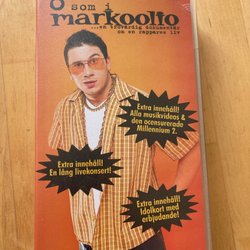 O som i
markoolio
...en trovärdig dokumentär
om en rappares liv
Extra innehåll!
Alla musikvideos &
den ocensurerade
Millennium 2.
Extra innehåll!
En lång livekonsert!
Extra innehåll!
Idolkort med
erbjudande!